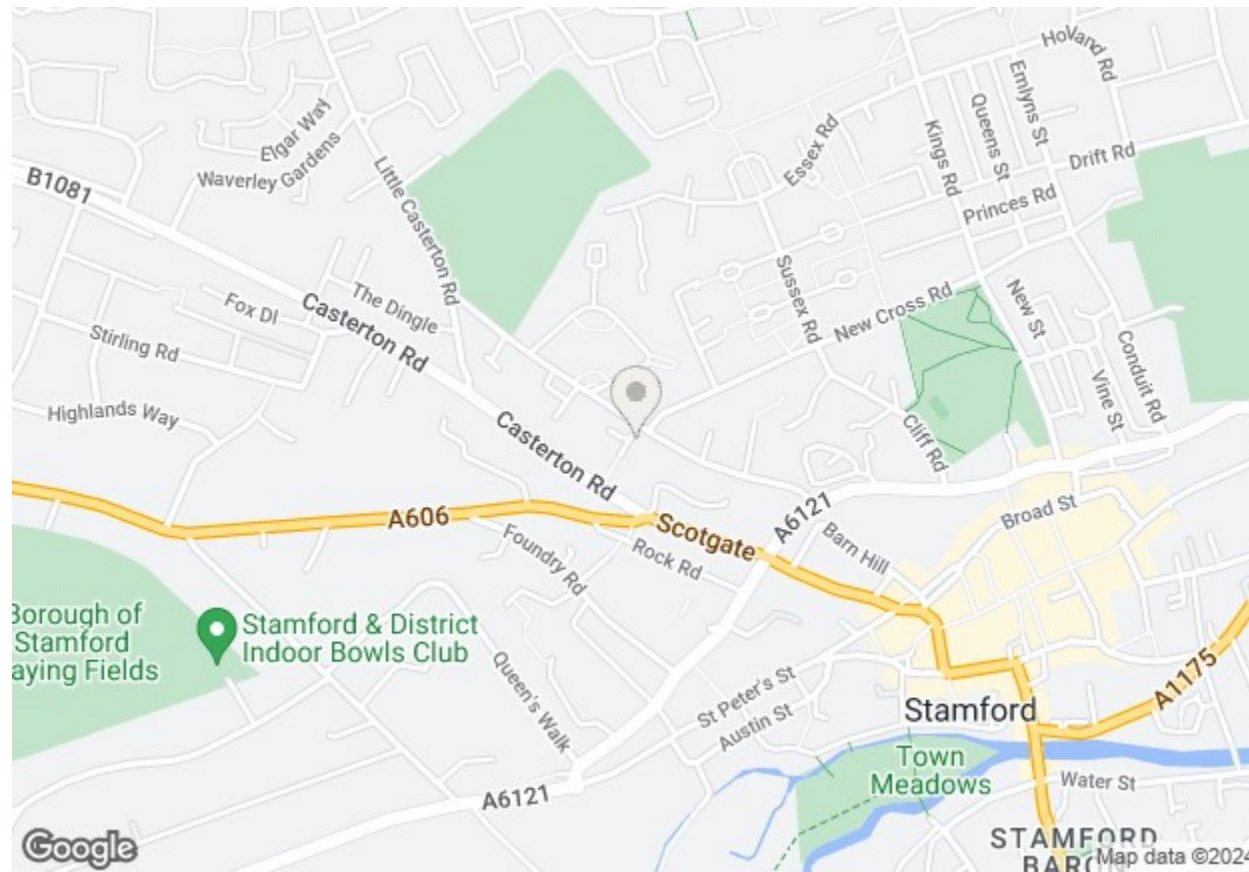 Holland Rd
Emlyns St
Queens St
Kings Rd
Essex Rd
Drift Rd
Princes Rd
Elgar Way
Waverley Gardens
Little Casterton Rd
B1081
Sussex Rd
New Cross Rd
New St
Conduit Rd
Vine St
Fox Dl
The Dingle
Casterton Rd
Stirling Rd
Highlands Way
Casterton Rd
Cliff Rd
A606
Scotgate
A6121
Broad St
Barn Hill
Foundry Rd
Rock Rd
Borough of
Stamford
aying Fields
Stamford & District
Indoor Bowls Club
Queen's Walk
St Peter's St
Austin St
A1175
Stamford
Town
Meadows
Water St
A6121
STAMFORD
BARON
Google
Map data ©2024